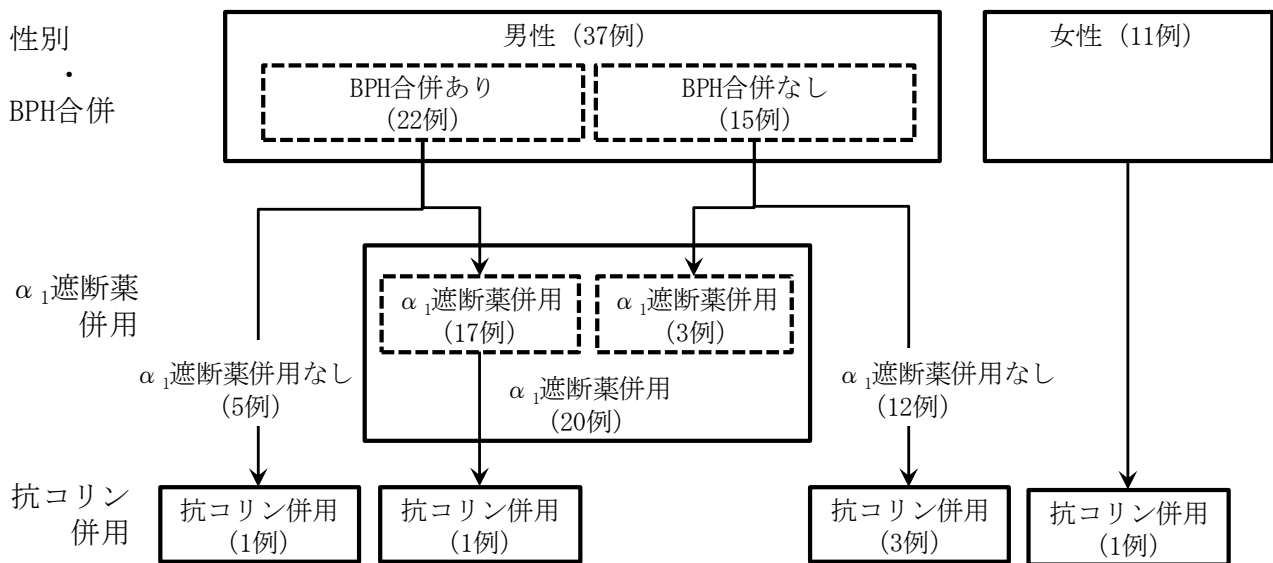 性別
・
BPH合併
男性（37例）
BPH合併あり
（22例）
BPH合併なし
（15例）
女性（11例）
α₁遮断薬
併用
α₁遮断薬併用なし
（5例）
α₁遮断薬併用
（17例）
α₁遮断薬併用
（3例）
α₁遮断薬併用
（20例）
α₁遮断薬併用なし
（12例）
抗コリン
併用
抗コリン併用
（1例）
抗コリン併用
（1例）
抗コリン併用
（3例）
抗コリン併用
（1例）